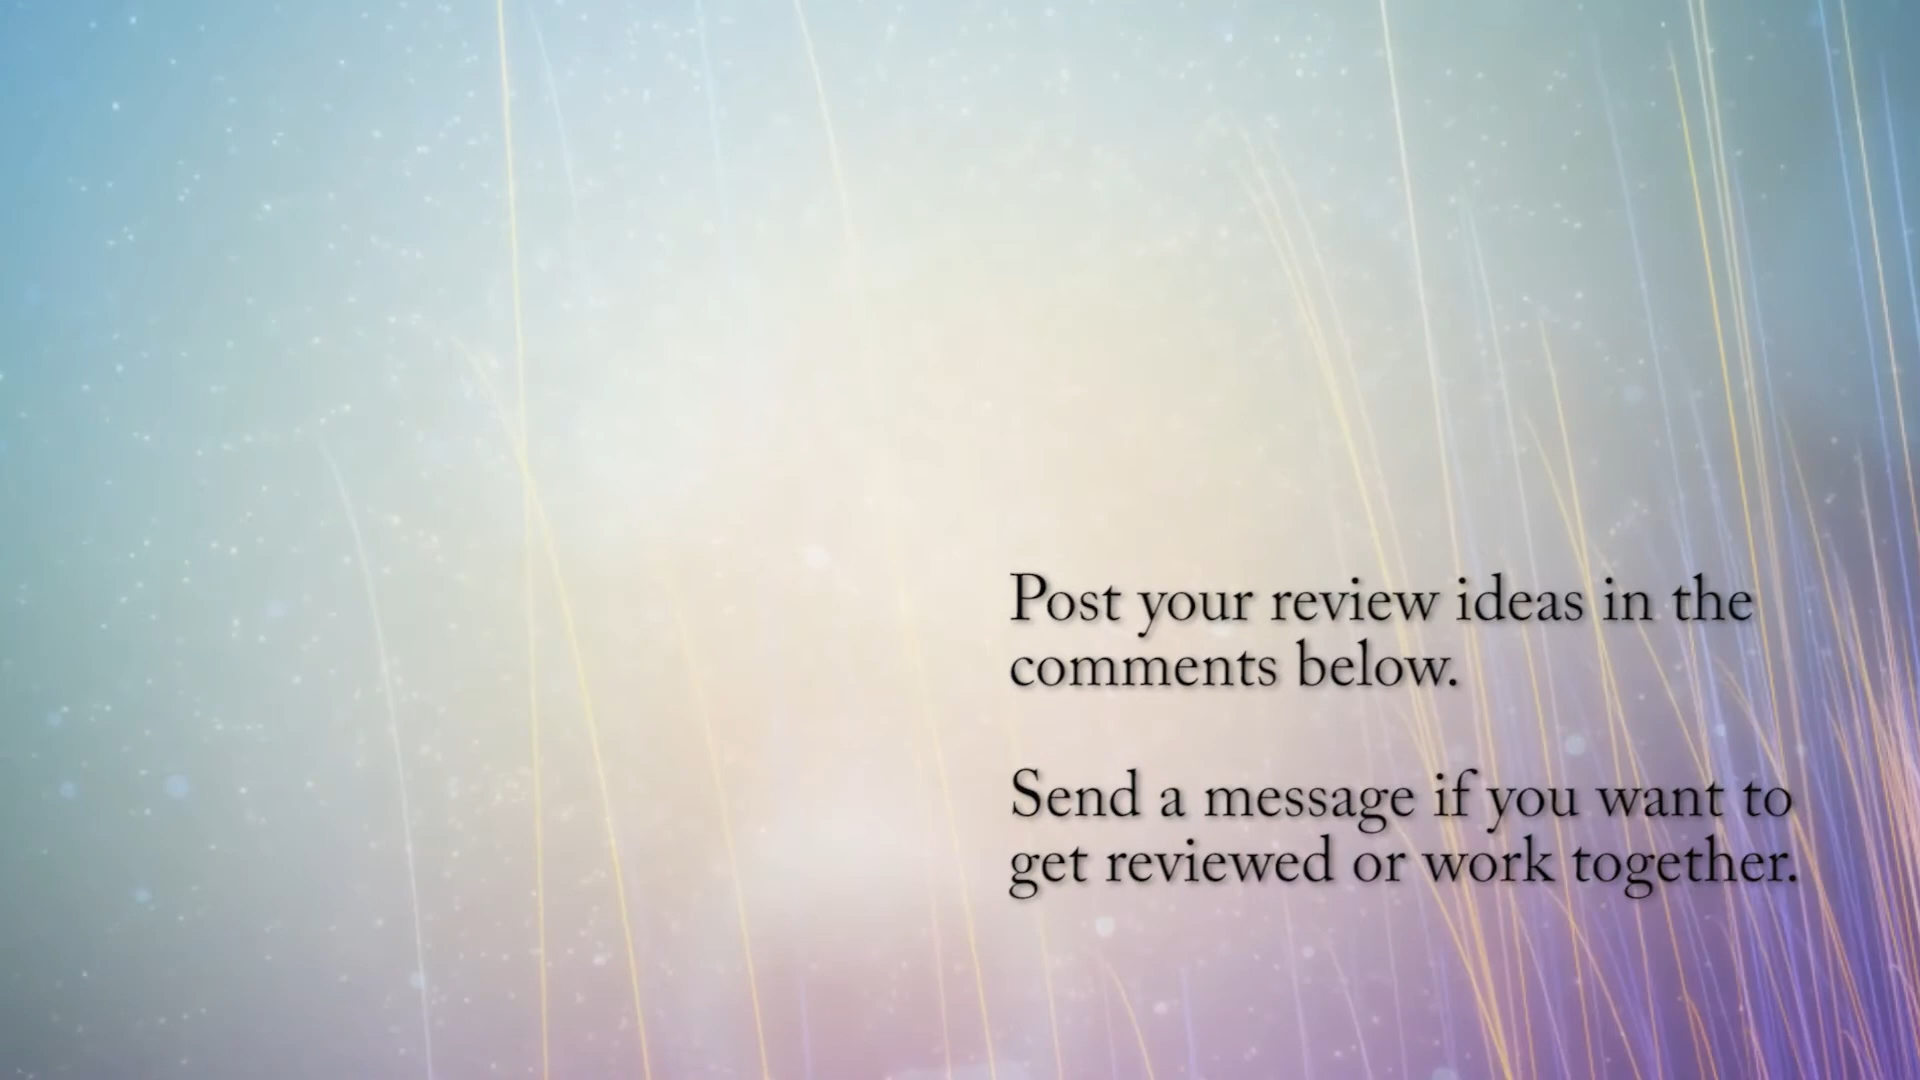 Post your review ideas in the
comments below.
Send a message if you want to
get reviewed or work together.